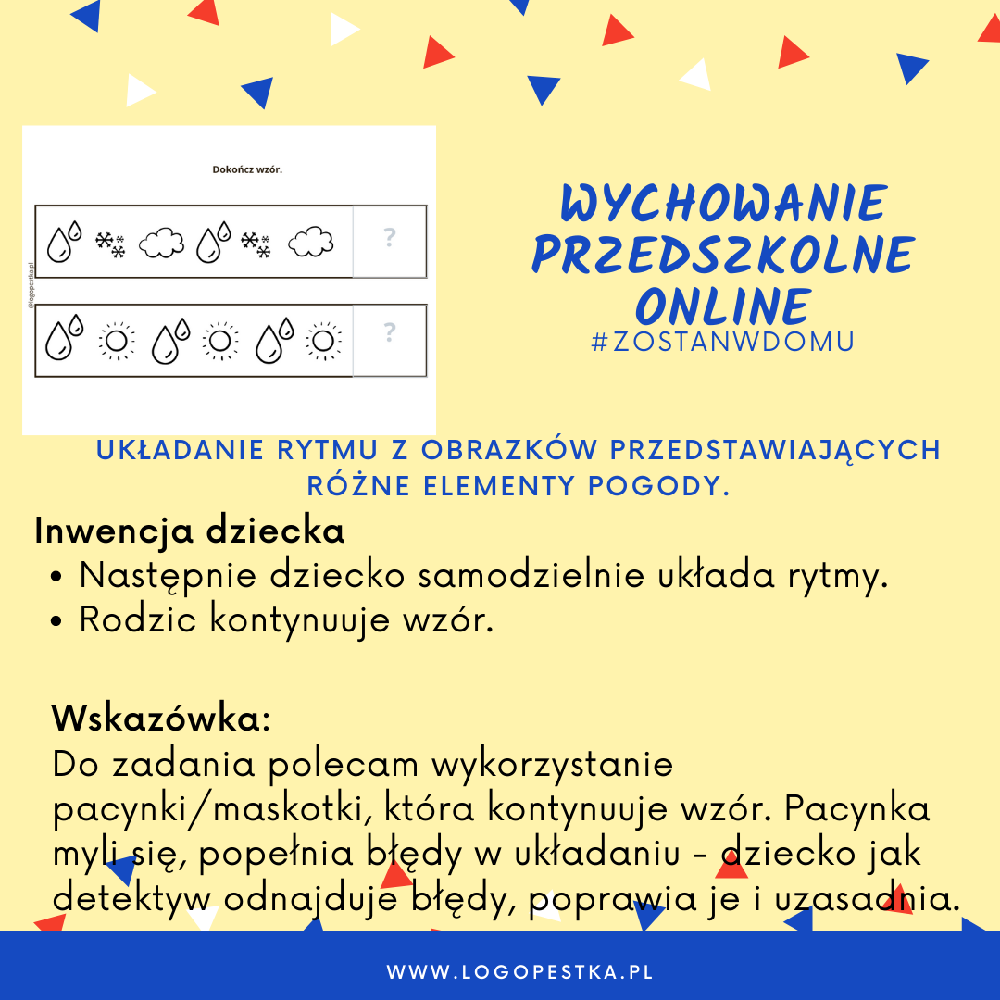 Dokończ wzór.
?
@logopestka.pl
?
WYCHOWANIE
PRZEDSZKOLNE
ONLINE
#ZOSTANWDOMU
UKŁADANIE RYTMU Z OBRAZKÓW PRZEDSTAWIAJĄCYCH
RÓŻNE ELEMENTY POGODY.
Inwencja dziecka
• Następnie dziecko samodzielnie układa rytmy.
• Rodzic kontynuuje wzór.
Wskazówka:
Do zadania polecam wykorzystanie
pacynki/maskotki, która kontynuuje wzór. Pacynka
myli się, popełnia błędy w układaniu - dziecko jak
detektyw odnajduje błędy, poprawia je i uzasadnia.
WWW.LOGOPESTKA.PL